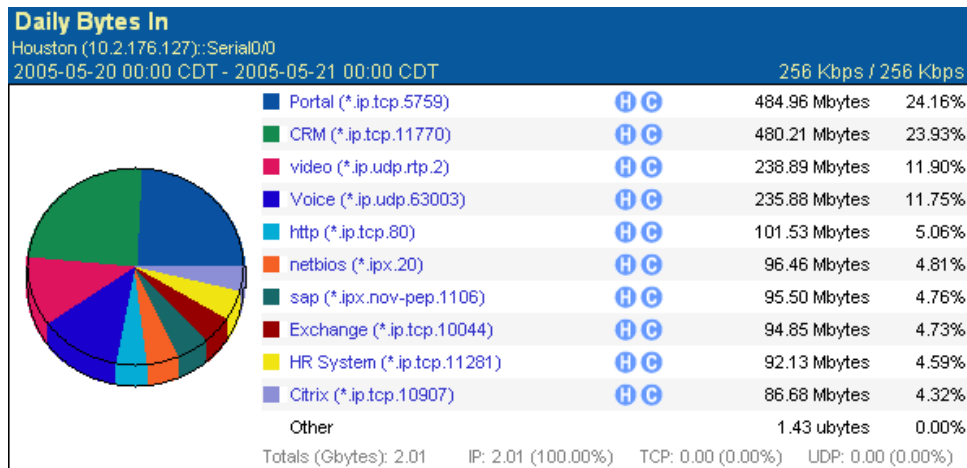 Daily Bytes In
Houston (10.2.176.127)::Serial0/0
2005-05-20 00:00 CDT - 2005-05-21 00:00 CDT 256 Kbps / 256 Kbps
Portal (*.ip.tcp.5759) H C 484.96 Mbytes 24.16%
CRM (*.ip.tcp.11770) H C 480.21 Mbytes 23.93%
video (*.ip.udp.rtp.2) H C 238.89 Mbytes 11.90%
Voice (*.ip.udp.63003) H C 235.88 Mbytes 11.75%
http (*.ip.tcp.80) H C 101.53 Mbytes 5.06%
netbios (*.ipx.20) H C 96.46 Mbytes 4.81%
sap (*.ipx.nov-pep.1106) H C 95.50 Mbytes 4.76%
Exchange (*.ip.tcp.10044) H C 94.85 Mbytes 4.73%
HR System (*.ip.tcp.11281) H C 92.13 Mbytes 4.59%
Citrix (*.ip.tcp.10907) H C 86.68 Mbytes 4.32%
Other 1.43 ubytes 0.00%
Totals (Gbytes): 2.01 IP: 2.01 (100.00%) TCP: 0.00 (0.00%) UDP: 0.00 (0.00%)